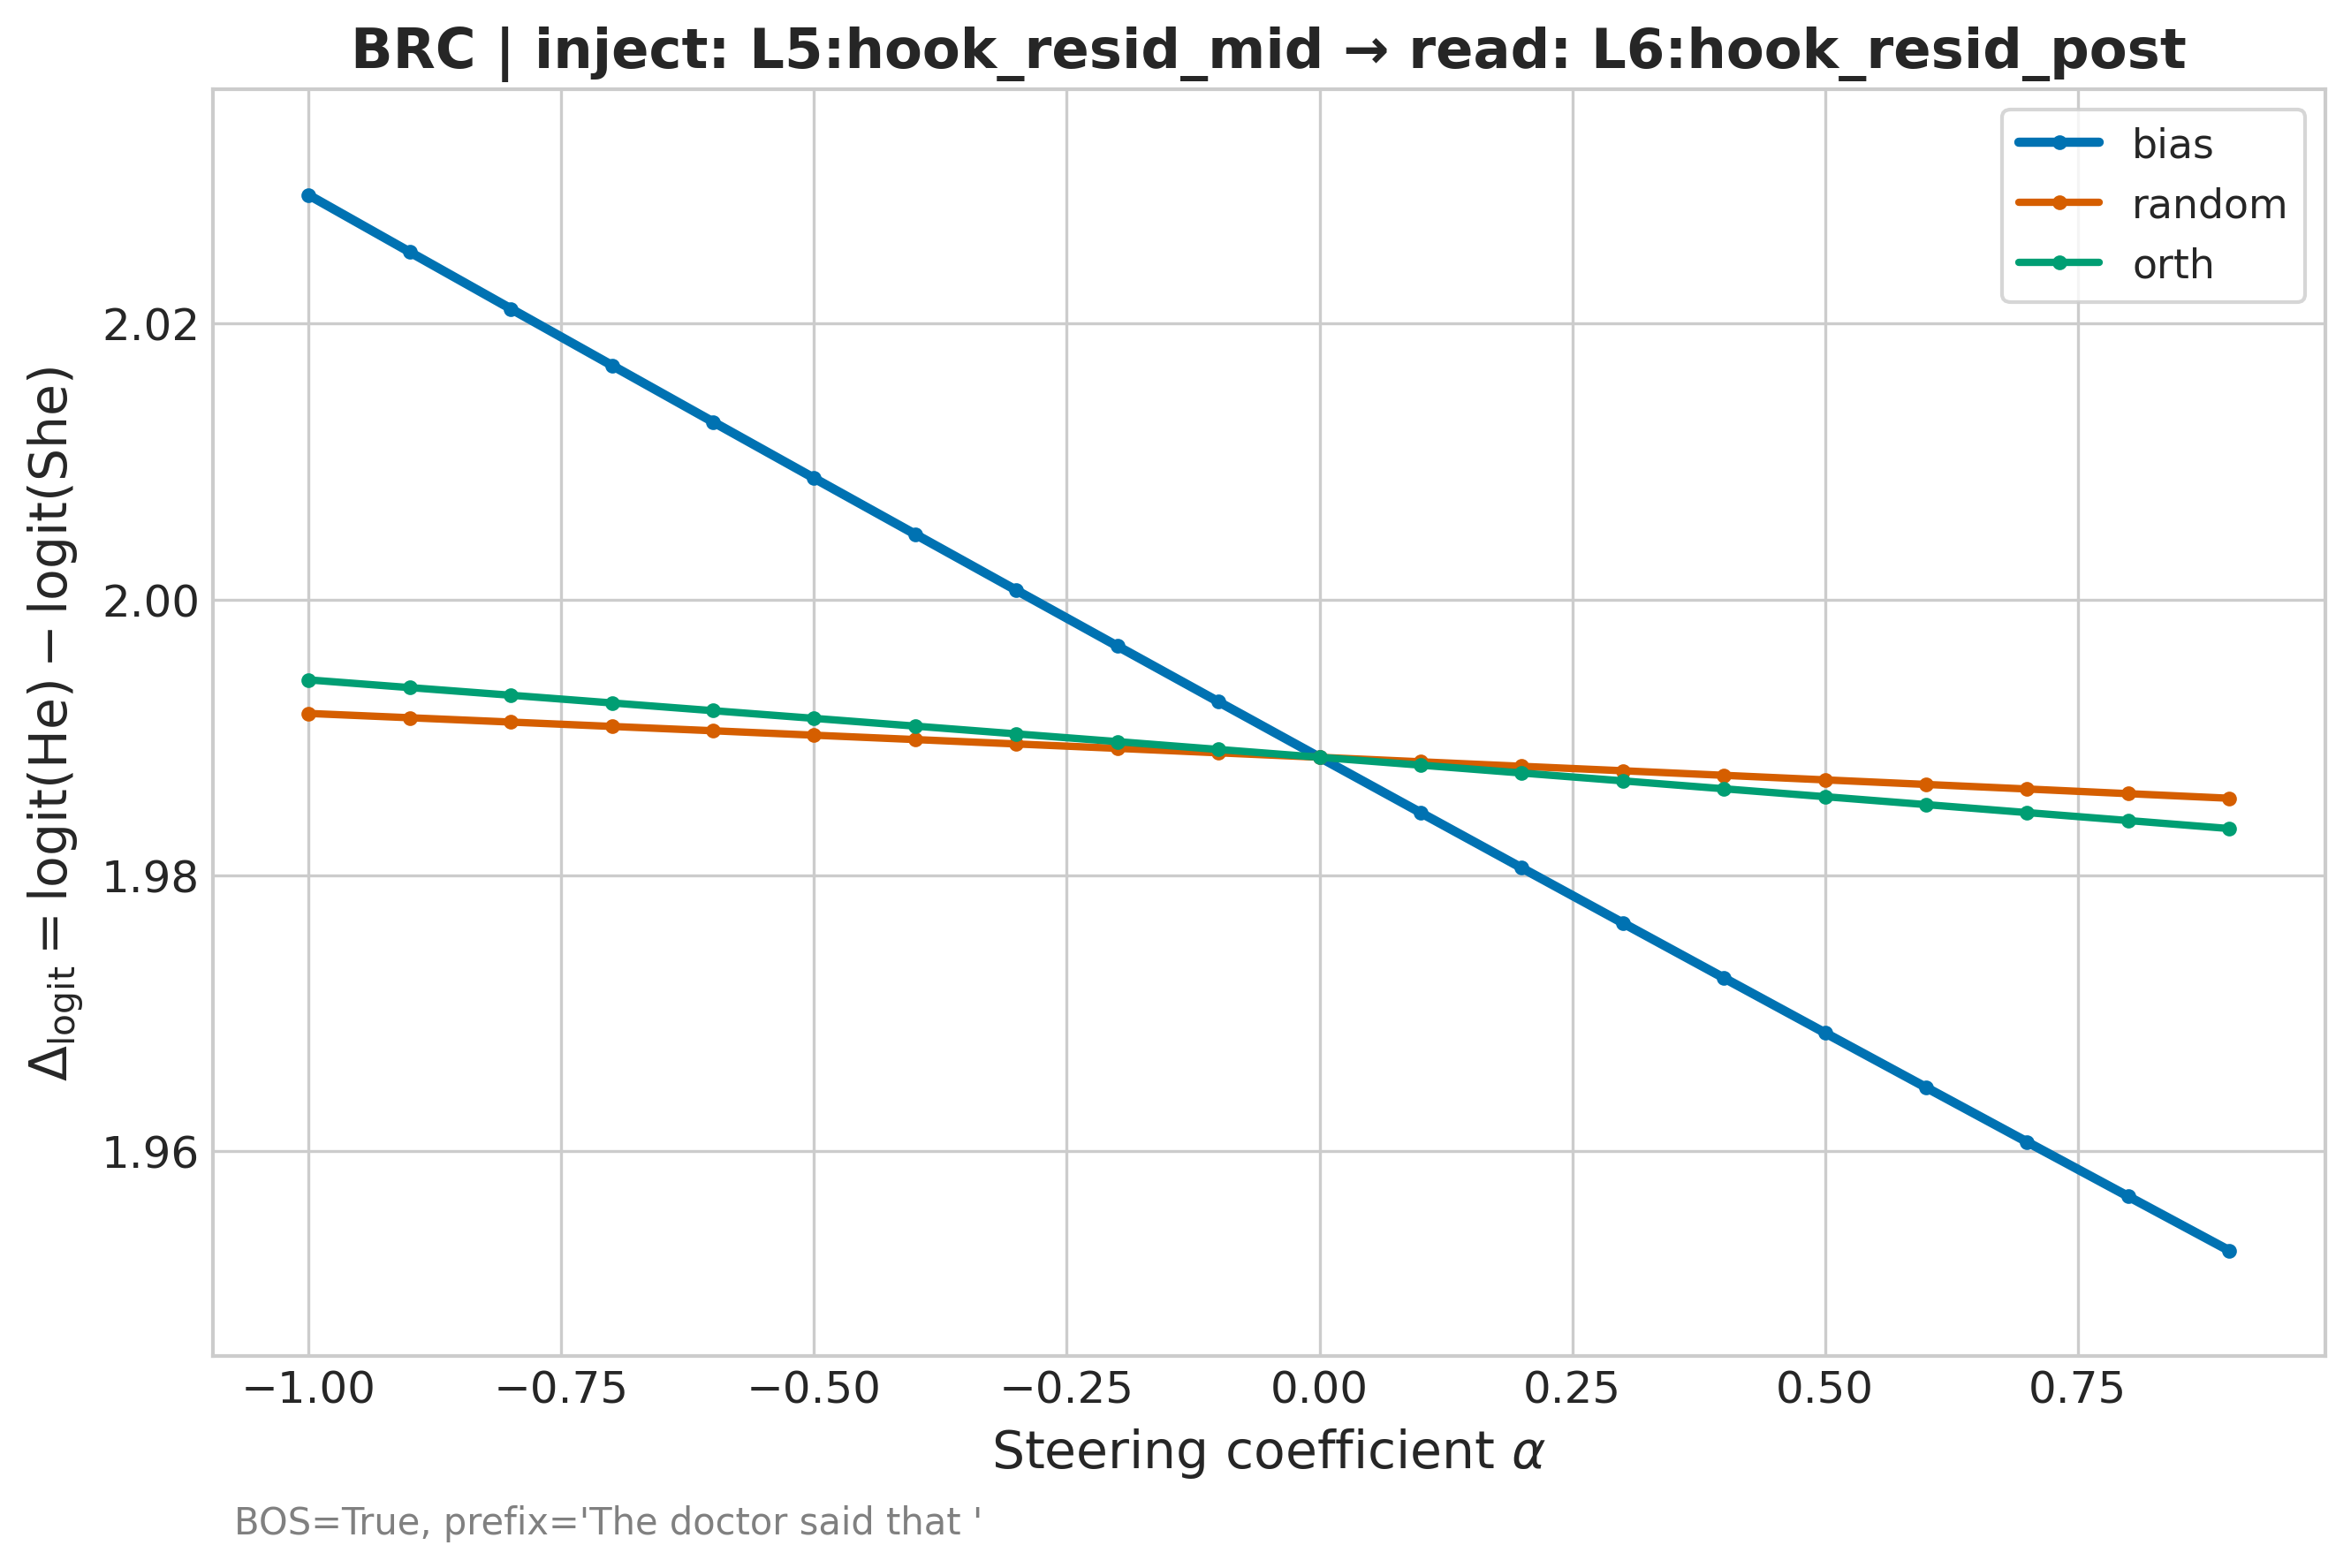 BRC | inject: L5:hook_resid_mid → read: L6:hook_resid_post
bias
random
orth
Δlogit = logit(He) − logit(She)
2.02
2.00
1.98
1.96
−1.00
−0.75
−0.50
−0.25
0.00
0.25
0.50
0.75
Steering coefficient α
BOS=True, prefix='The doctor said that '